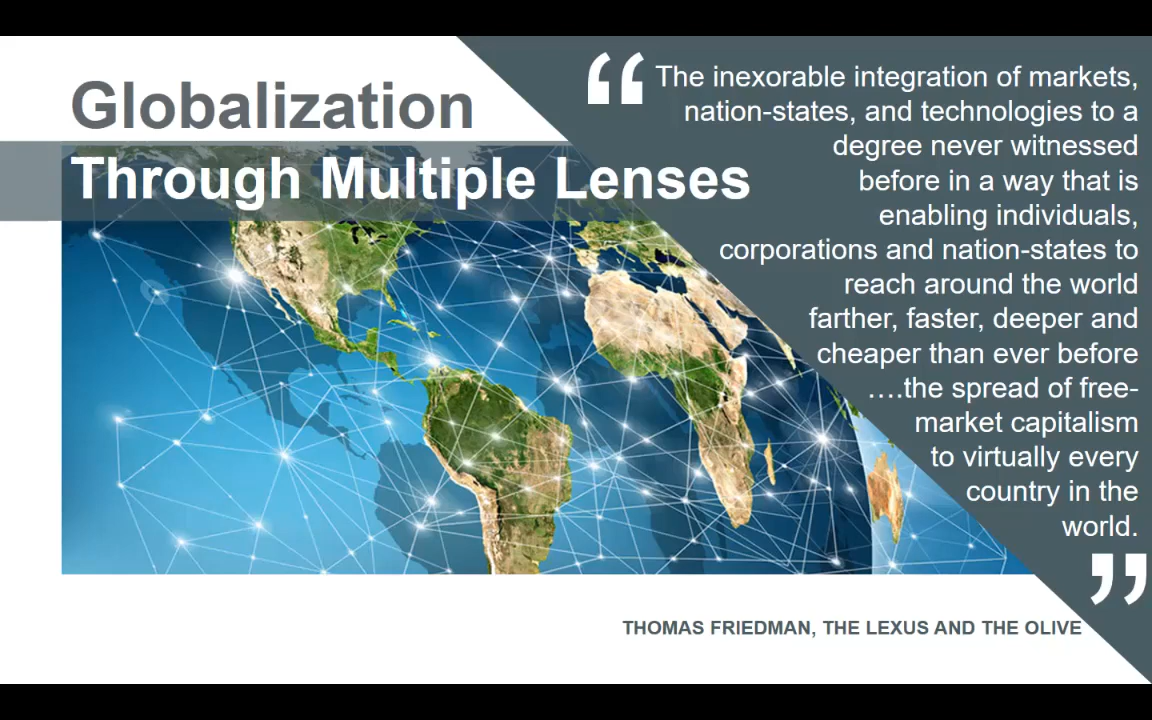 Globalization
Through Multiple Lenses
“The inexorable integration of markets,
nation-states, and technologies to a
degree never witnessed
before in a way that is
enabling individuals,
corporations and nation-states to
reach around the world
farther, faster, deeper and
cheaper than ever before
….the spread of free-
market capitalism
to virtually every
country in the
world.
”
THOMAS FRIEDMAN, THE LEXUS AND THE OLIVE